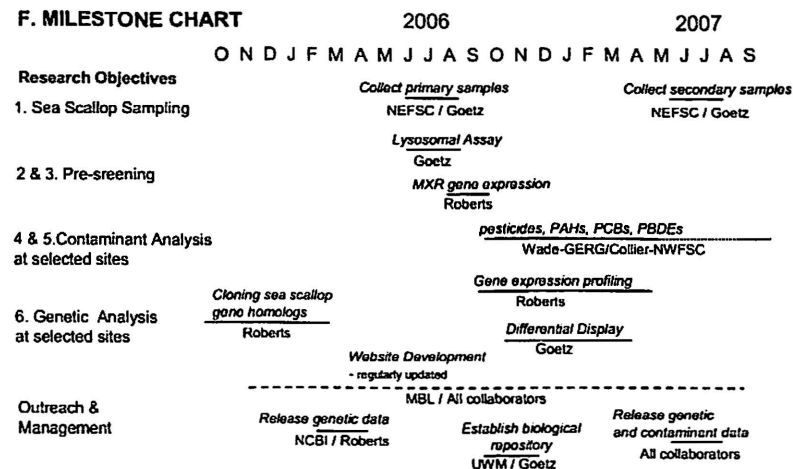 F. MILESTONE CHART
2006
2007
O N D J F M A M J J A S O N D J F M A M J J A S
Research Objectives
Collect primary samples
Collect secondary samples
1. Sea Scallop Sampling
NEFSC / Goetz
NEFSC / Goetz
Lysosomal Assay
Goetz
2 & 3. Pre-sreening
MXR gene expression
Roberts
4 & 5.Contaminant Analysis
at selected sites
pesticides, PAHs, PCBs, PBDEs
Wade-GERG/Collier-NWFSC
Gene expression profiling
Roberts
Cloning sea scallop
gene homologs
Roberts
6. Genetic Analysis
at selected sites
Differential Display
Goetz
Website Development
- regularly updated
MBL / All collaborators
Outreach &
Management
Release genetic data
NCBI / Roberts
Establish biological
repository
UWM / Goetz
Release genetic
and contaminant data
All collaborators